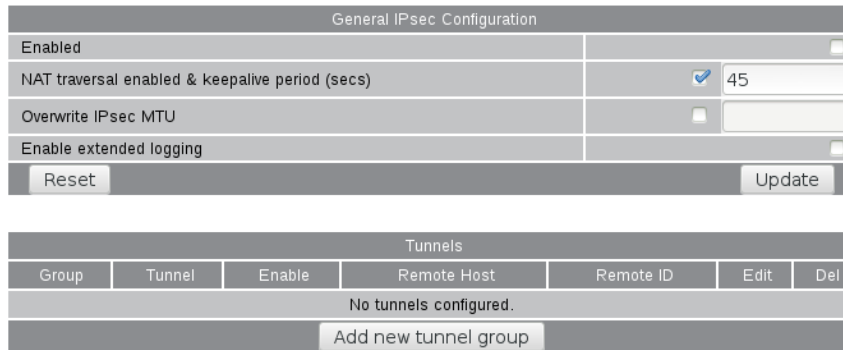 General IPsec Configuration
Enabled
NAT traversal enabled & keepalive period (secs) 45
Overwrite IPsec MTU
Enable extended logging
Reset Update
Tunnels
Group Tunnel Enable Remote Host Remote ID Edit Del
No tunnels configured.
Add new tunnel group